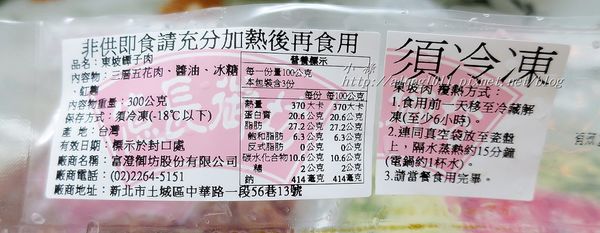 非供即食請充分加熱後再食用
品名：東坡罈子肉
內容物：三層五花肉、醬油、冰糖
、紅麴
內容物重量：300公克
保存方式：須冷凍(-18℃以下)
產地：台灣
有效日期：標示於封口處
廠商名稱：富澄御坊股份有限公司
廠商電話：(02)2264-5151
廠商地址：新北市土城區中華路一段56巷13號
營養標示
每一份量100公克
本包裝含3份
每份 每100公克
熱量 370大卡 370大卡
蛋白質 20.6公克 20.6公克
脂肪 27.2公克 27.2公克
飽和脂肪 6.3公克 6.3公克
反式脂肪 0公克 0公克
碳水化合物 10.6公克 10.6公克
糖 2公克 2公克
鈉 414毫克 414毫克
須冷凍
東坡肉 覆熱方式：
1.食用前一天移至冷藏解
凍(至少6小時)
2.連同真空袋放至瓷盤
上，隔水蒸熱約15分鐘
(電鍋約1杯水)。
3.請當餐食用完畢。